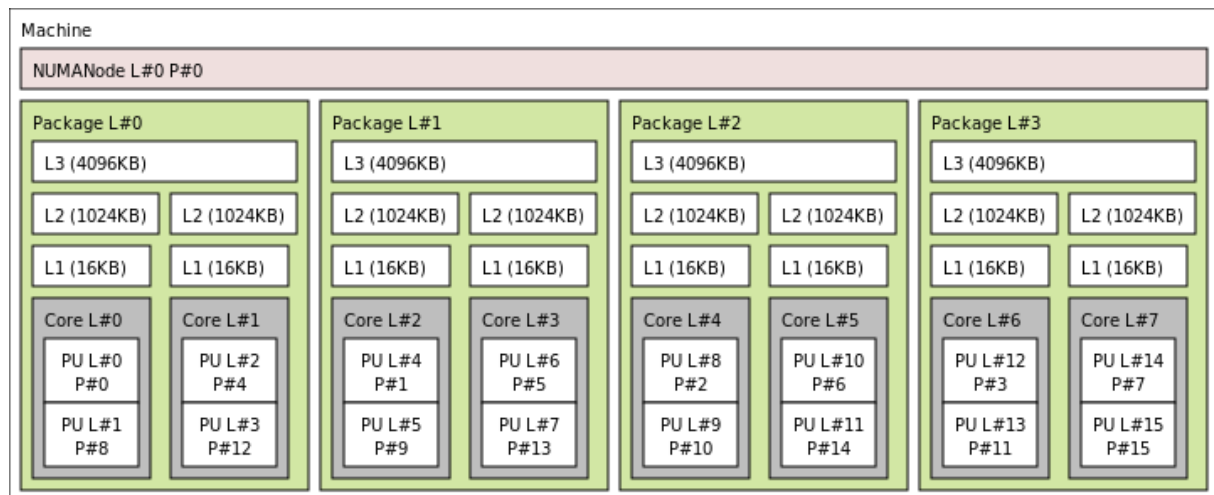 Machine
NUMANode L#0 P#0
Package L#0
L3 (4096KB)
L2 (1024KB)
L2 (1024KB)
L1 (16KB)
L1 (16KB)
Core L#0
PU L#0
P#0
PU L#1
P#8
Core L#1
PU L#2
P#4
PU L#3
P#12
Package L#1
L3 (4096KB)
L2 (1024KB)
L2 (1024KB)
L1 (16KB)
L1 (16KB)
Core L#2
PU L#4
P#1
PU L#5
P#9
Core L#3
PU L#6
P#5
PU L#7
P#13
Package L#2
L3 (4096KB)
L2 (1024KB)
L2 (1024KB)
L1 (16KB)
L1 (16KB)
Core L#4
PU L#8
P#2
PU L#9
P#10
Core L#5
PU L#10
P#6
PU L#11
P#14
Package L#3
L3 (4096KB)
L2 (1024KB)
L2 (1024KB)
L1 (16KB)
L1 (16KB)
Core L#6
PU L#12
P#3
PU L#13
P#11
Core L#7
PU L#14
P#7
PU L#15
P#15